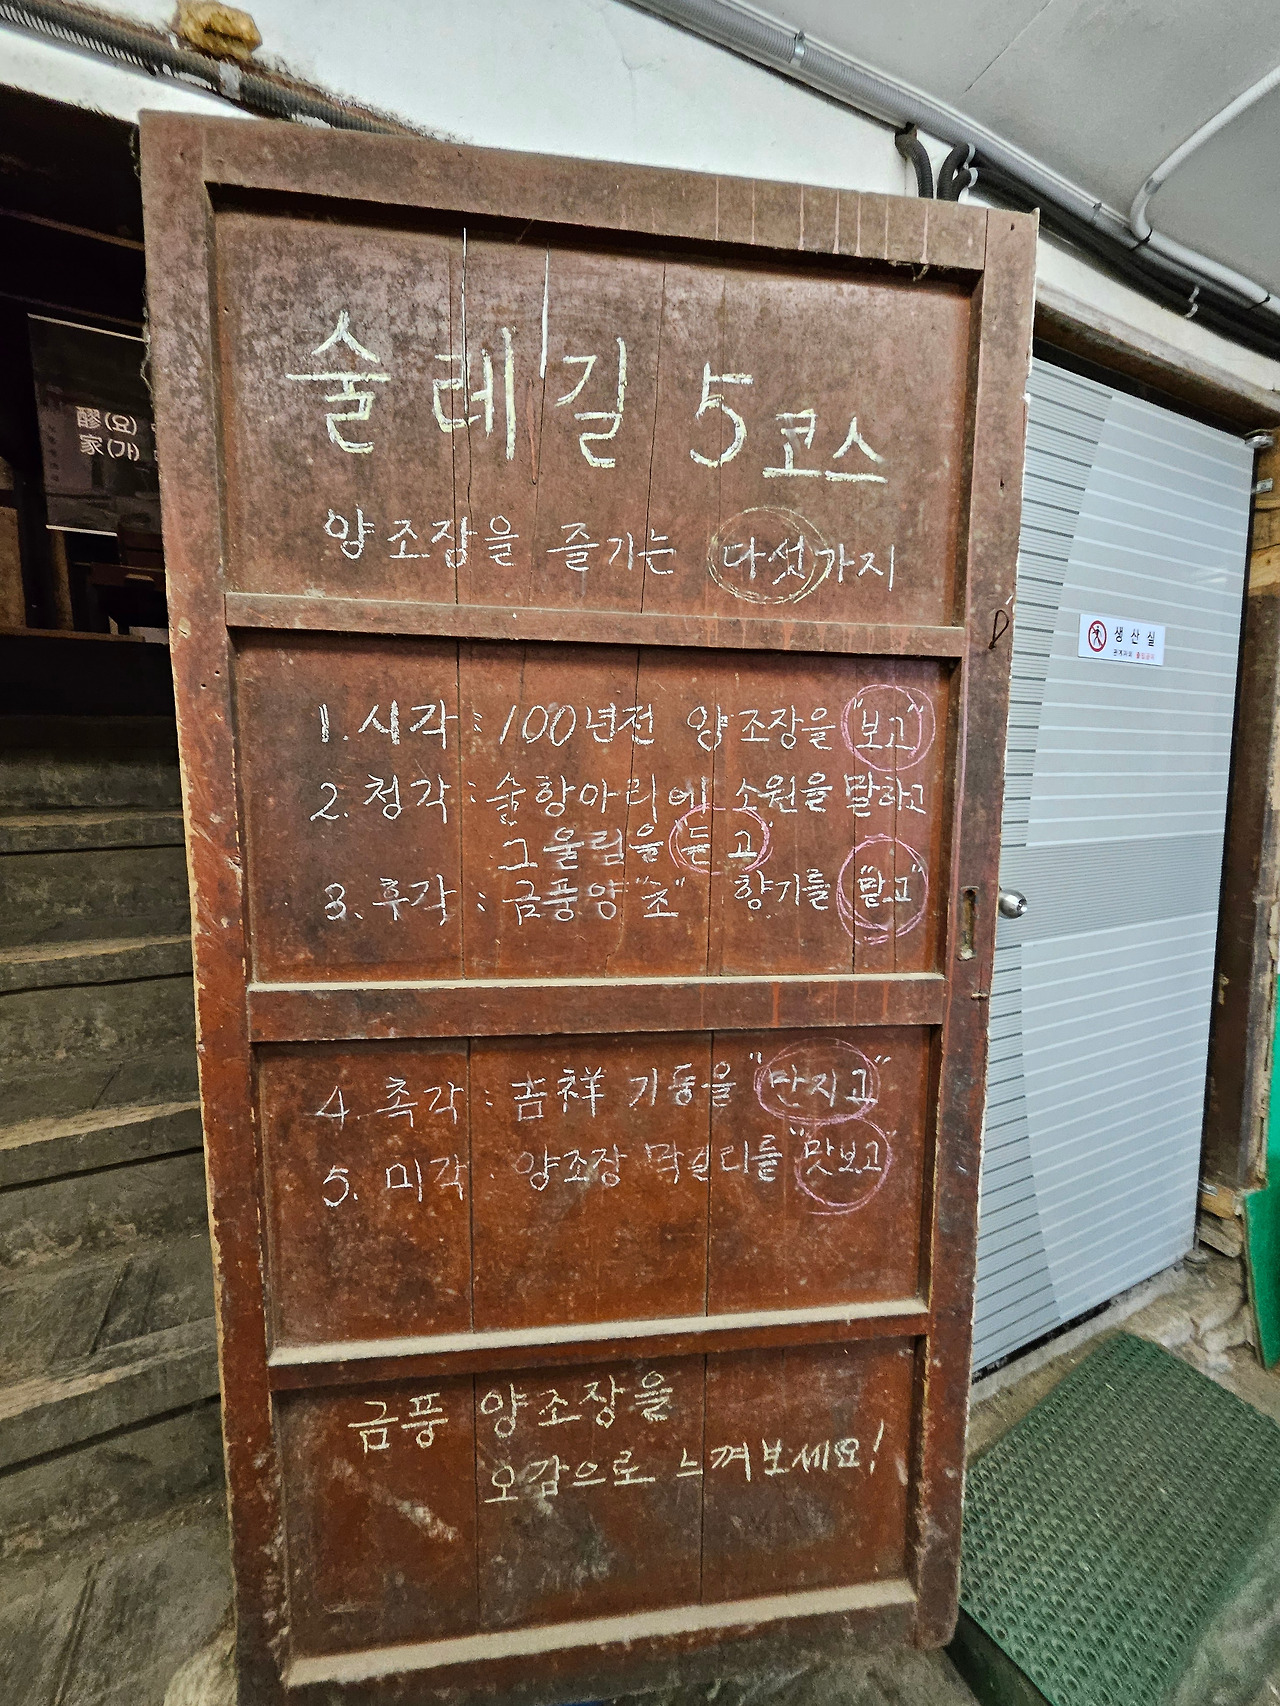 술레길 5코스
양조장을 즐기는 다섯가지
1. 시각 : 100년전 양조장을 "보고"
2. 청각 : 술항아리에 소원을 말하고
그 울림을 "듣고"
3. 후각 : 금풍양"조" 향기를 "맡고"
4. 촉각 : 吉祥 기둥을 "만지고"
5. 미각 : 양조장 막걸리를 "맛보고"
금풍 양조장을
오감으로 느껴보세요!
醪(요)
家(가)
생산실